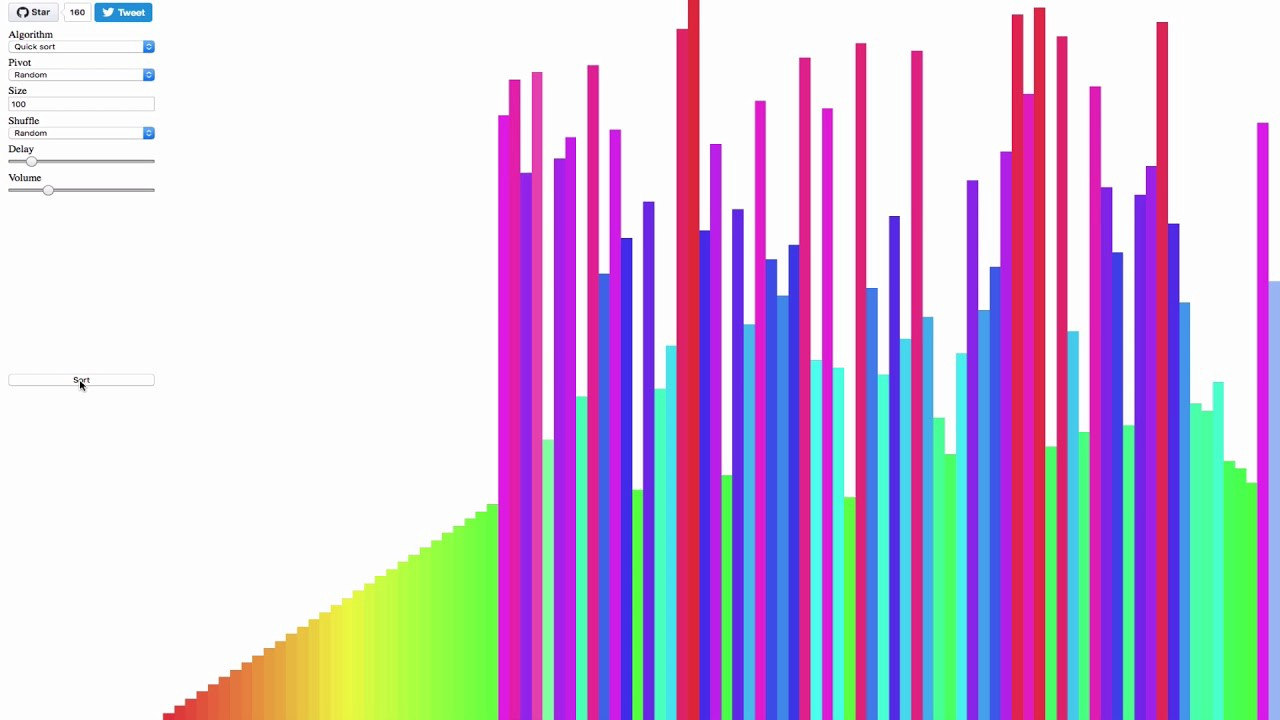 Star 160 Tweet
Algorithm
Quick sort
Pivot
Random
Size
100
Shuffle
Random
Delay
Volume
Sort